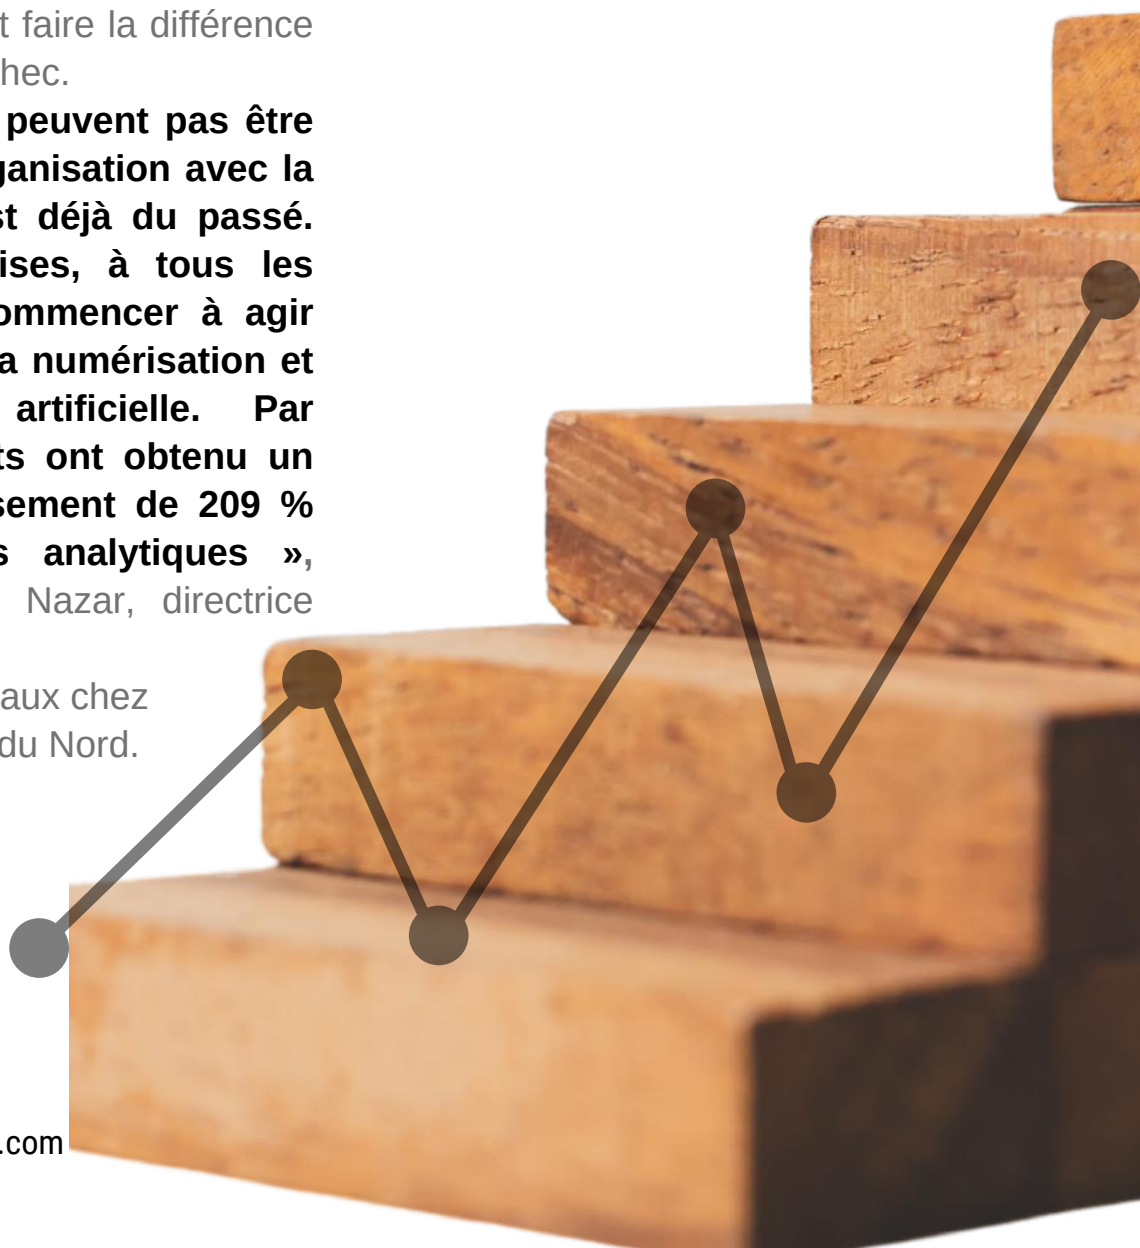 t faire la différence
hec.
peuvent pas être
ganisation avec la
st déjà du passé.
ises, à tous les
ommencer à agir
a numérisation et
artificielle. Par
ts ont obtenu un
sement de 209 %
s analytiques »,
Nazar, directrice
aux chez
du Nord.
.com